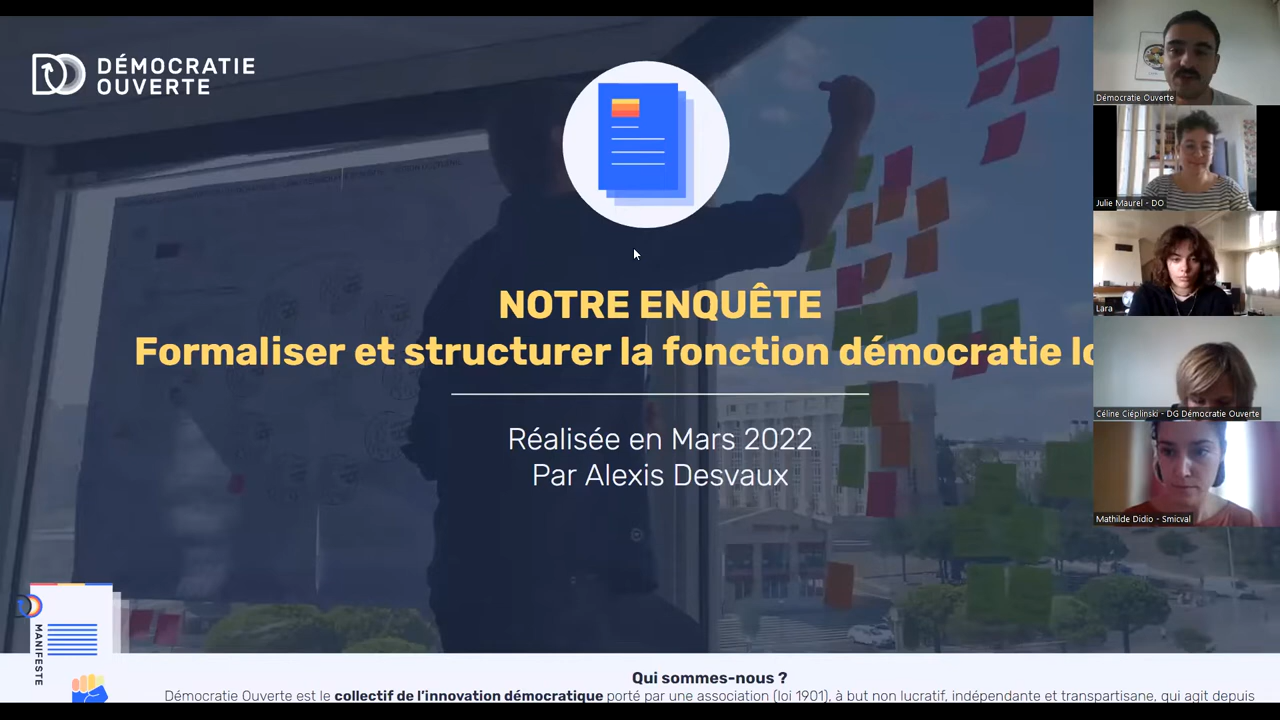 DÉMOCRATIE
OUVERTE
NOTRE ENQUÊTE
Formaliser et structurer la fonction démocratie lo
Réalisée en Mars 2022
Par Alexis Desvaux
MANIFESTE
Qui sommes-nous ?
Démocratie Ouverte est le collectif de l'innovation démocratique porté par une association (loi 1901), à but non lucratif, indépendante et transpartisane, qui agit depuis
Démocratie Ouverte
Julie Maurel - DO
Lara
Céline Cieplinski - DG Démocratie Ouverte
Mathilde Didio - Smicval